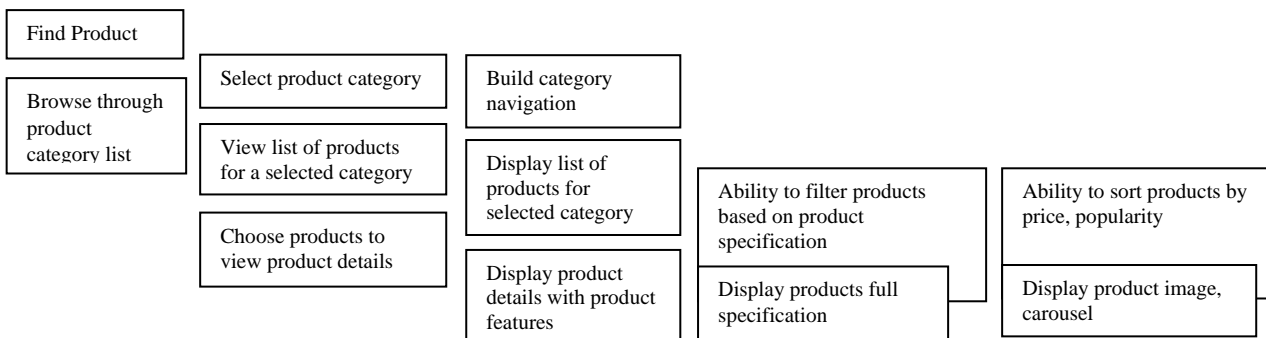 Find Product
Browse through
product
category list
Select product category
View list of products
for a selected category
Choose products to
view product details
Build category
navigation
Display list of
products for
selected category
Display product
details with product
features
Ability to filter products
based on product
specification
Display products full
specification
Ability to sort products by
price, popularity
Display product image,
carousel